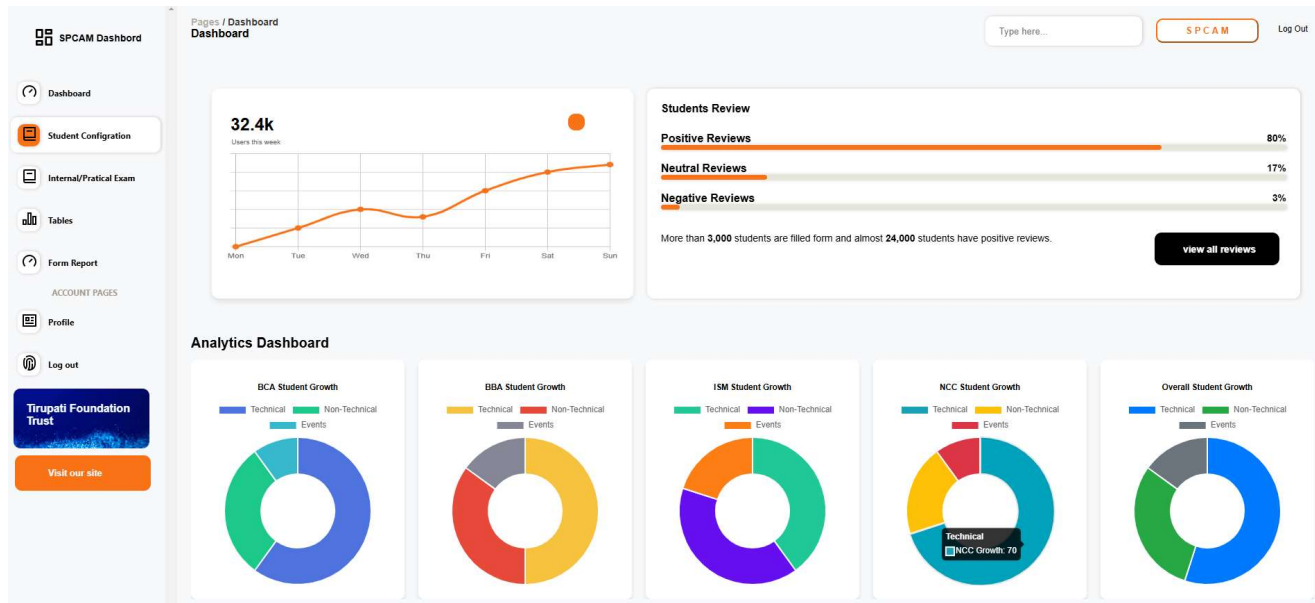 SPCAM Dashbord
Dashboard
Student Configration
Internal/Pratical Exam
Tables
Form Report
ACCOUNT PAGES
Profile
Log out
Tirupati Foundation
Trust
Visit our site
Pages / Dashboard
Dashboard
Type here...
SPCAM
Log Out
32.4k
Users this week
Mon Tue Wed Thu Fri Sat Sun
Students Review
Positive Reviews 80%
Neutral Reviews 17%
Negative Reviews 3%
More than 3,000 students are filled form and almost 24,000 students have positive reviews.
view all reviews
Analytics Dashboard
BCA Student Growth
Technical Non-Technical
Events
BBA Student Growth
Technical Non-Technical
Events
ISM Student Growth
Technical Non-Technical
Events
NCC Student Growth
Technical Non-Technical
Events
Technical
NCC Growth: 70
Overall Student Growth
Technical Non-Technical
Events